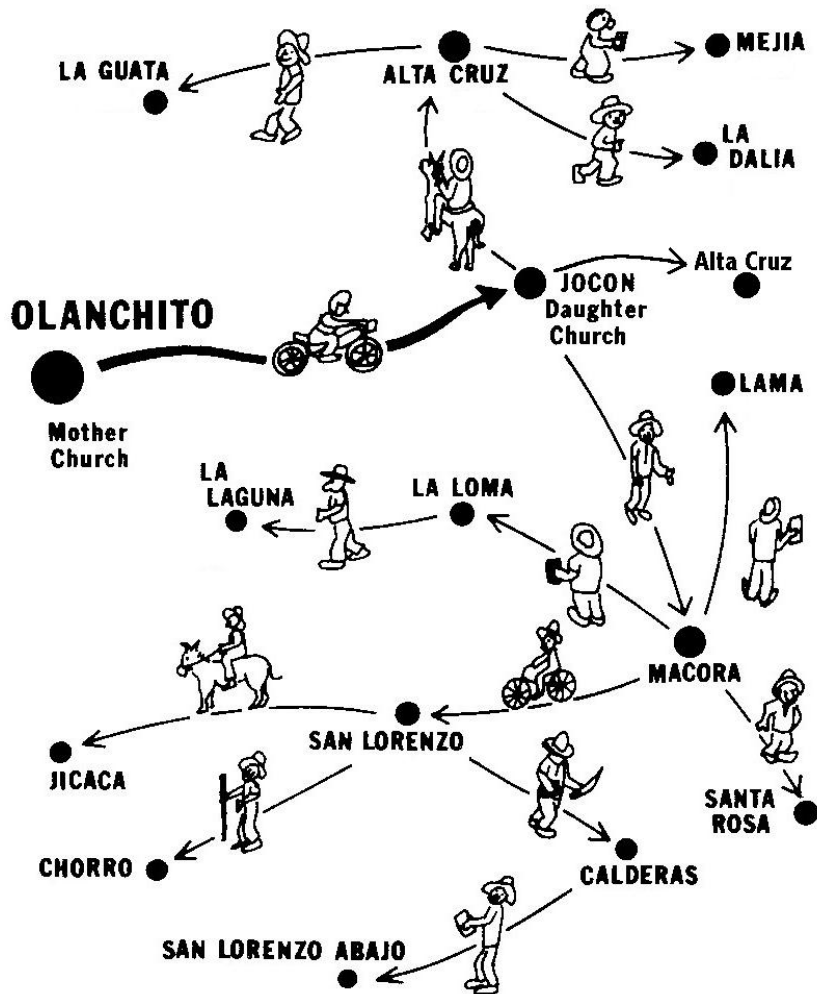 LA GUATA
ALTA CRUZ
MEJIA
LA
DALIA
JOCON
Daughter
Church
Alta Cruz
OLANCHITO
Mother
Church
LAMA
LA
LAGUNA
LA LOMA
MACORA
SAN LORENZO
JICACA
SANTA
ROSA
CHORRO
CALDERAS
SAN LORENZO ABAJO